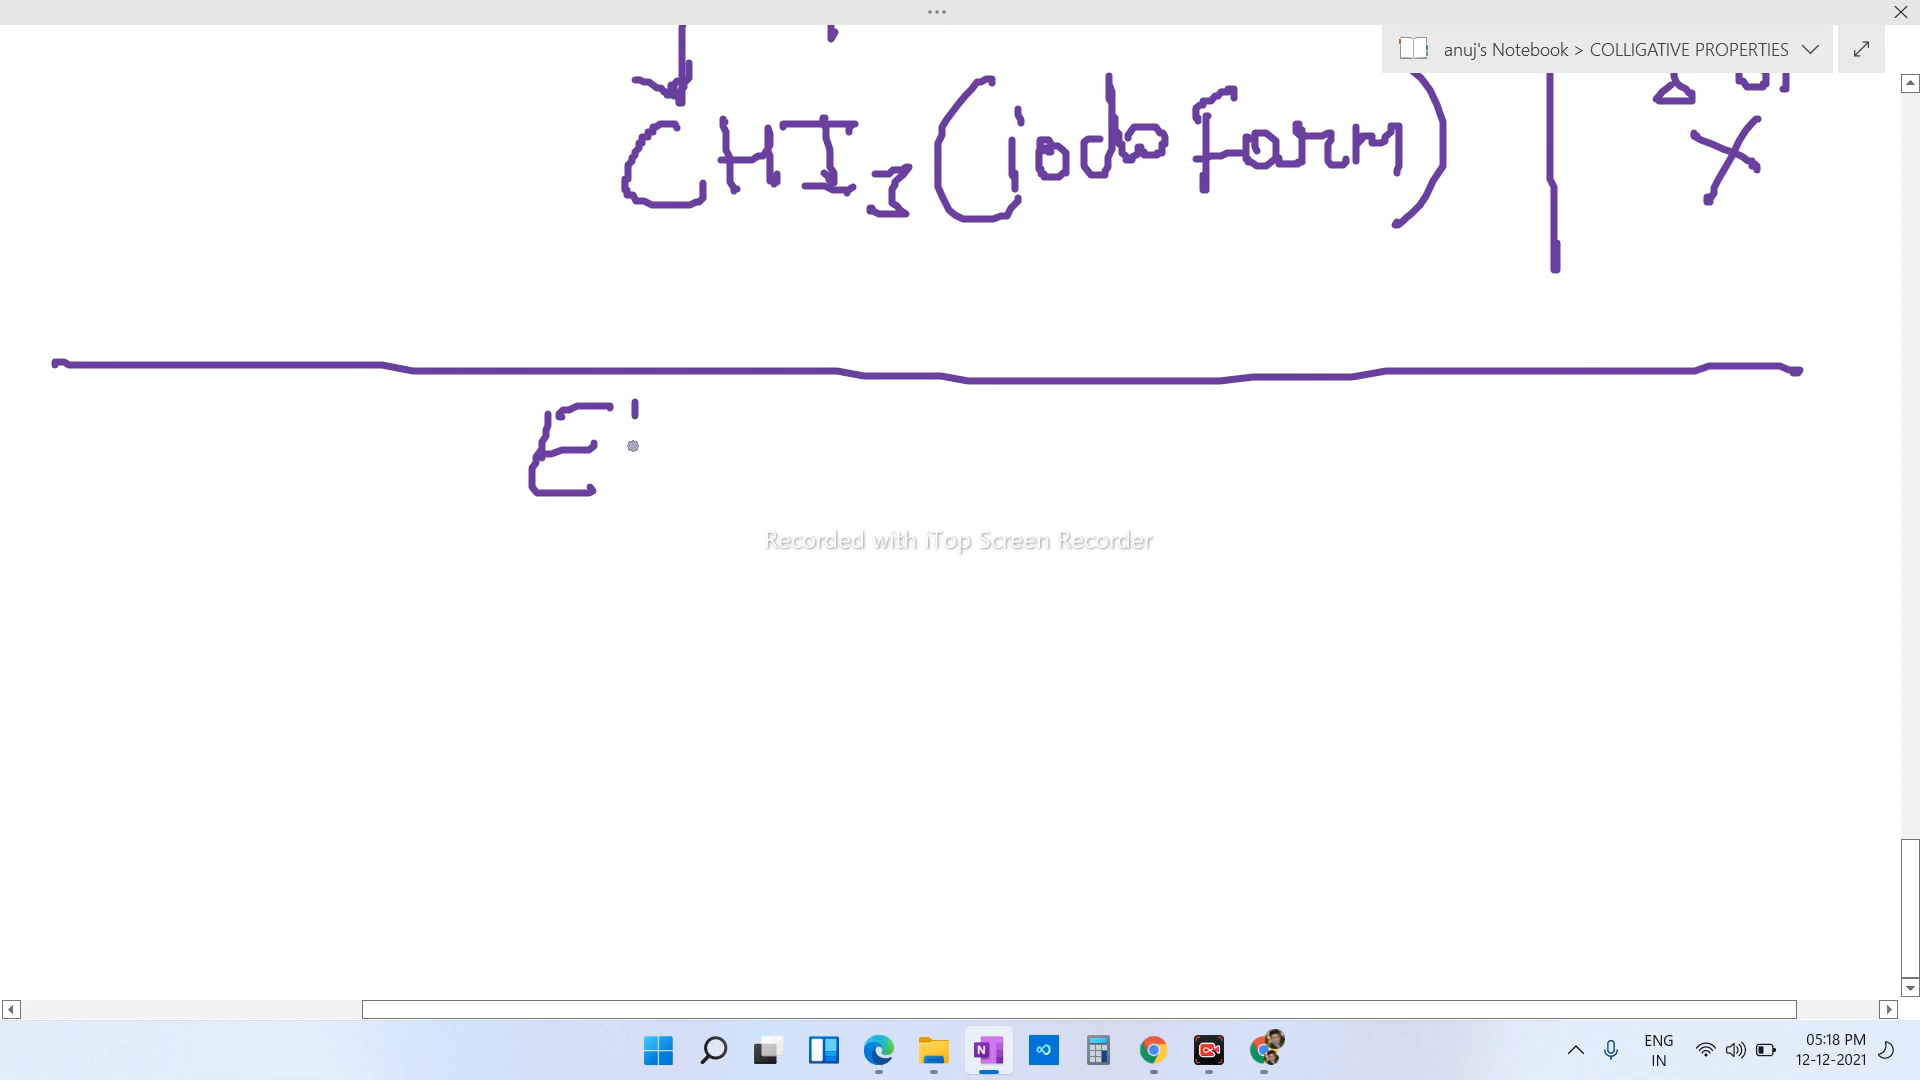 anuj's Notebook > COLLIGATIVE PROPERTIES
CHI3 (iodoform)
E
Recorded with iTop Screen Recorder
ENG
IN
05:18 PM
12-12-2021